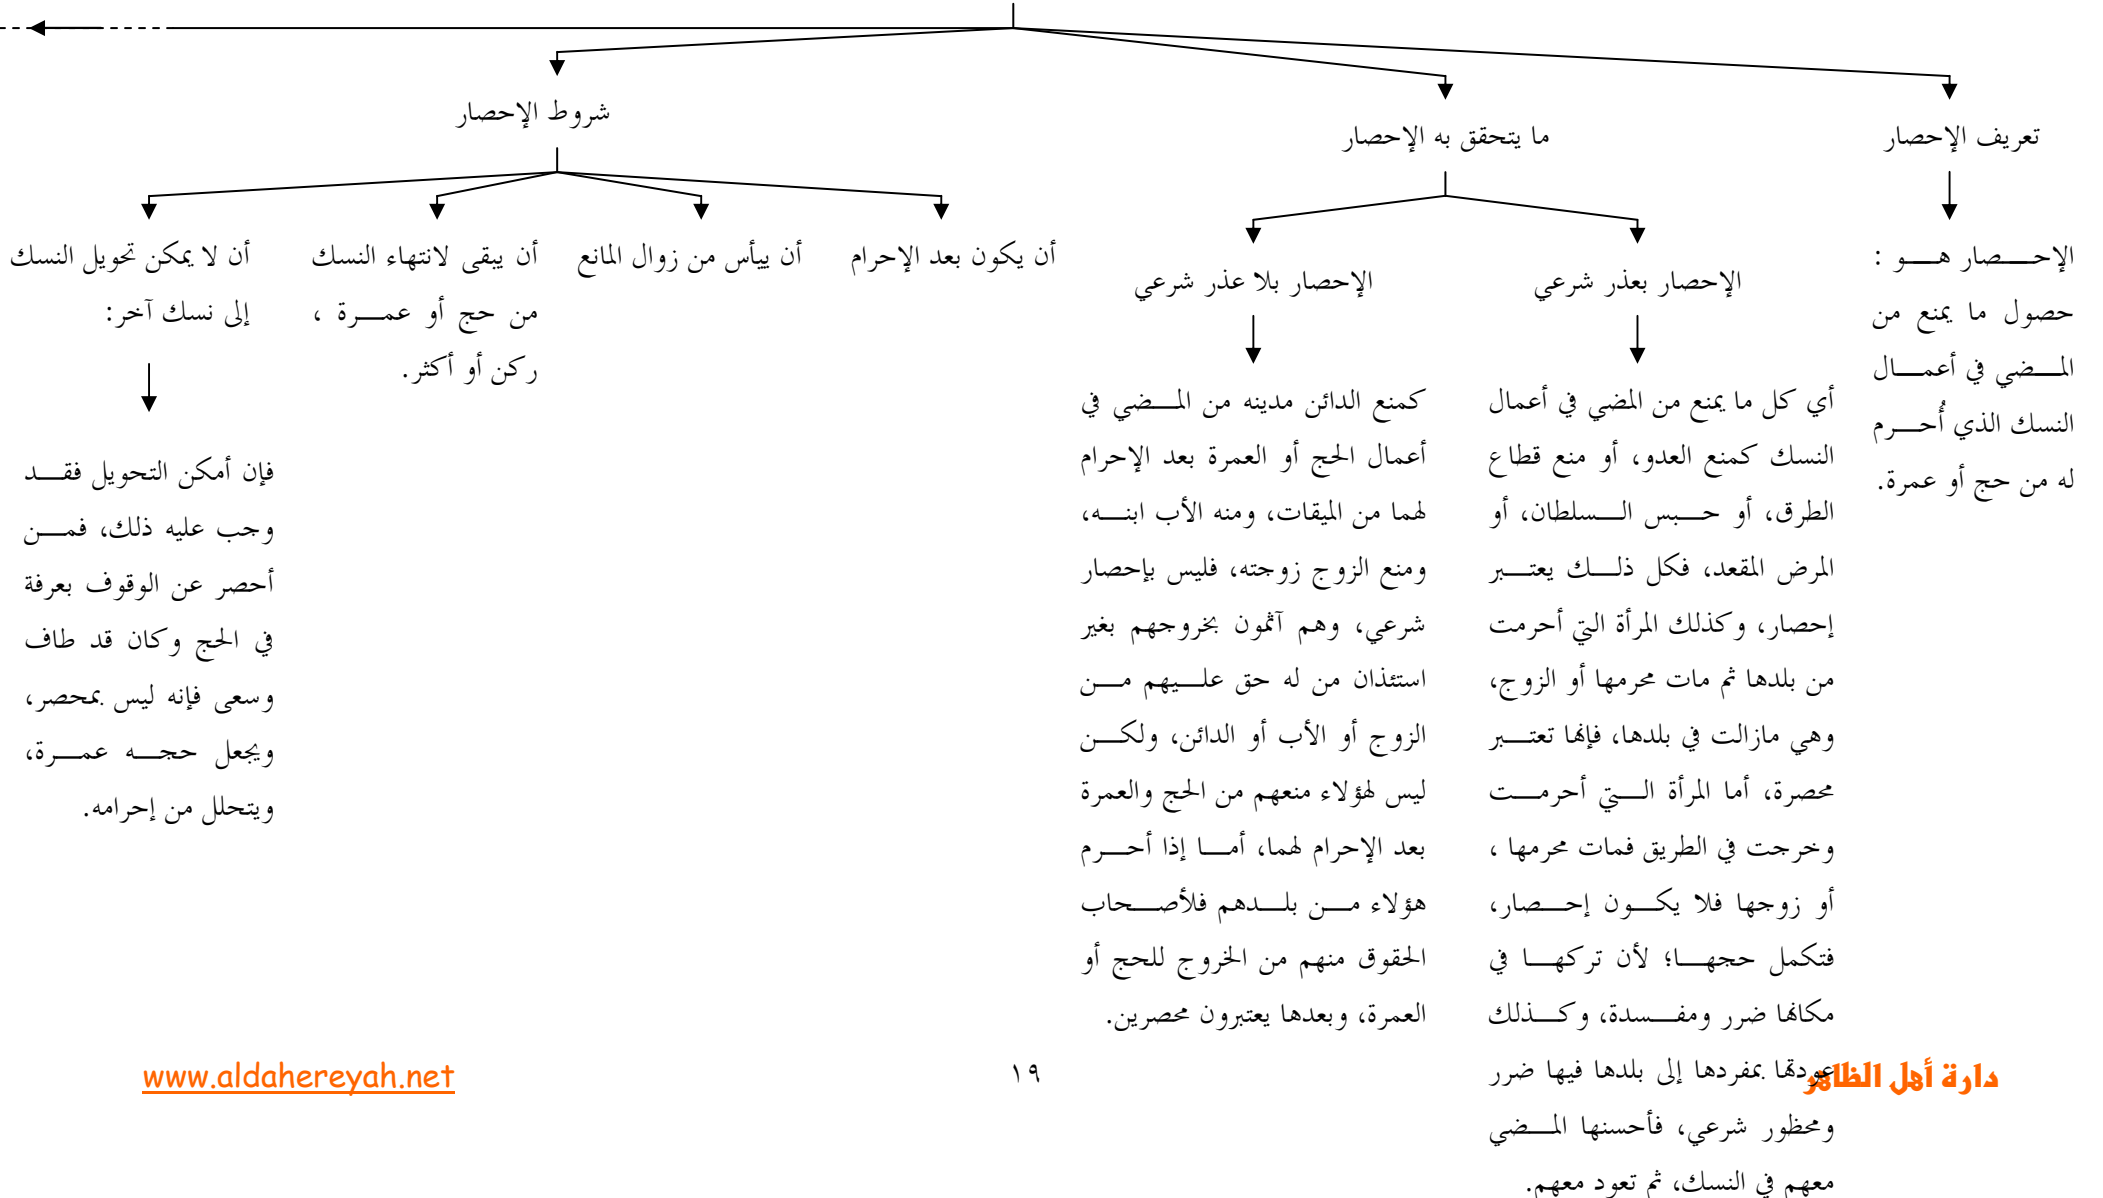 تعريف الإحصار
الإحصار هو :
حصول ما يمنع من
المضي في أعمال
النسك الذي أُحرم
له من حج أو عمرة.
ما يتحقق به الإحصار
الإحصار بعذر شرعي
أي كل ما يمنع من المضي في أعمال
النسك كمنع العدو، أو منع قطاع
الطرق، أو حبس السلطان، أو
المرض المقعد، فكل ذلك يعتبر
إحصار، وكذلك المرأة التي أحرمت
من بلدها ثم مات محرمها أو الزوج،
وهي مازالت في بلدها، فإنها تعتبر
محصرة، أما المرأة التي أحرمت
وخرجت في الطريق فمات محرمها ،
أو زوجها فلا يكون إحصار،
فتكمل حجها؛ لأن تركها في
مكانها ضرر ومفسدة، وكذلك
عودتها بمفردها إلى بلدها فيها ضرر
ومحظور شرعي، فأحسنها المضي
معهم في النسك، ثم تعود معهم.
الإحصار بلا عذر شرعي
كمنع الدائن مدينه من المضي في
أعمال الحج أو العمرة بعد الإحرام
لهما من الميقات، ومنه الأب ابنه،
ومنع الزوج زوجته، فليس بإحصار
شرعي، وهم آثمون بخروجهم بغير
استئذان من له حق عليهم من
الزوج أو الأب أو الدائن، ولكن
ليس لهؤلاء منعهم من الحج والعمرة
بعد الإحرام لهما، أما إذا أحرم
هؤلاء من بلدهم فلأصحاب
الحقوق منهم من الخروج للحج أو
العمرة، وبعدها يعتبرون محصرين.
شروط الإحصار
أن يكون بعد الإحرام
أن ييأس من زوال المانع
أن يبقى لانتهاء النسك
من حج أو عمرة ،
ركن أو أكثر.
أن لا يمكن تحويل النسك
إلى نسك آخر:
فإن أمكن التحويل فقد
وجب عليه ذلك، فمن
أحصر عن الوقوف بعرفة
في الحج وكان قد طاف
وسعى فإنه ليس بمحصر،
ويجعل حجه عمرة،
ويتحلل من إحرامه.
دارة أهل الظاهر
١٩
www.aldahereyah.net